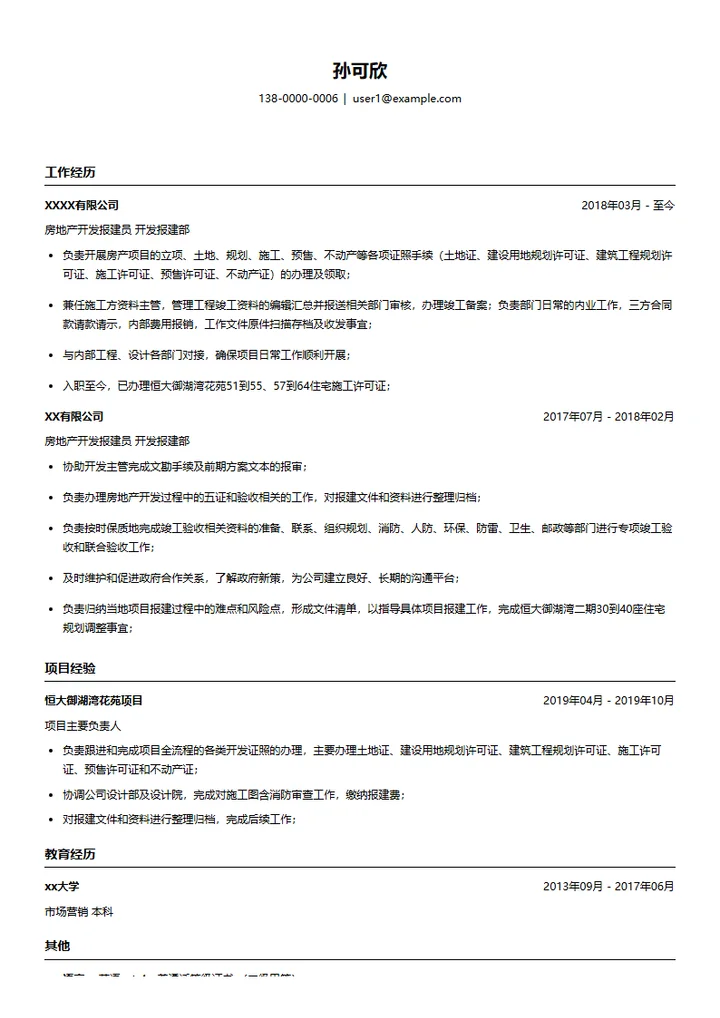 孙可欣
138-0000-0006 | user1@example.com
工作经历
XXXX有限公司 2018年03月 - 至今
房地产开发报建员 开发报建部
• 负责开展房产项目的立项、土地、规划、施工、预售、不动产等各项证照手续（土地证、建设用地规划许可证、建筑工程规划许
可证、施工许可证、预售许可证、不动产证）的办理及领取；
• 兼任施工方资料主管，管理工程竣工资料的编辑汇总并报送相关部门审核，办理竣工备案；负责部门日常的内业工作，三方合同
款请款请示，内部费用报销，工作文件原件扫描存档及收发事宜；
• 与内部工程、设计各部门对接，确保项目日常工作顺利开展；
• 入职至今，已办理恒大御湖湾花苑51到55、57到64住宅施工许可证；
XX有限公司 2017年07月 - 2018年02月
房地产开发报建员 开发报建部
• 协助开发主管完成文勘手续及前期方案文本的报审；
• 负责办理房地产开发过程中的五证和验收相关的工作，对报建文件和资料进行整理归档；
• 负责按时保质地完成竣工验收相关资料的准备、联系、组织规划、消防、人防、环保、防雷、卫生、邮政等部门进行专项竣工验
收和联合验收工作；
• 及时维护和促进政府合作关系，了解政府新策，为公司建立良好、长期的沟通平台；
• 负责归纳当地项目报建过程中的难点和风险点，形成文件清单，以指导具体项目报建工作，完成恒大御湖湾二期30到40座住宅
规划调整事宜；
项目经验
恒大御湖湾花苑项目 2019年04月 - 2019年10月
项目主要负责人
• 负责跟进和完成项目全流程的各类开发证照的办理，主要办理土地证、建设用地规划许可证、建筑工程规划许可证、施工许可
证、预售许可证和不动产证；
• 协调公司设计部及设计院，完成对施工图含消防审查工作，缴纳报建费；
• 对报建文件和资料进行整理归档，完成后续工作；
教育经历
xx大学 2013年09月 - 2017年06月
市场营销 本科
其他